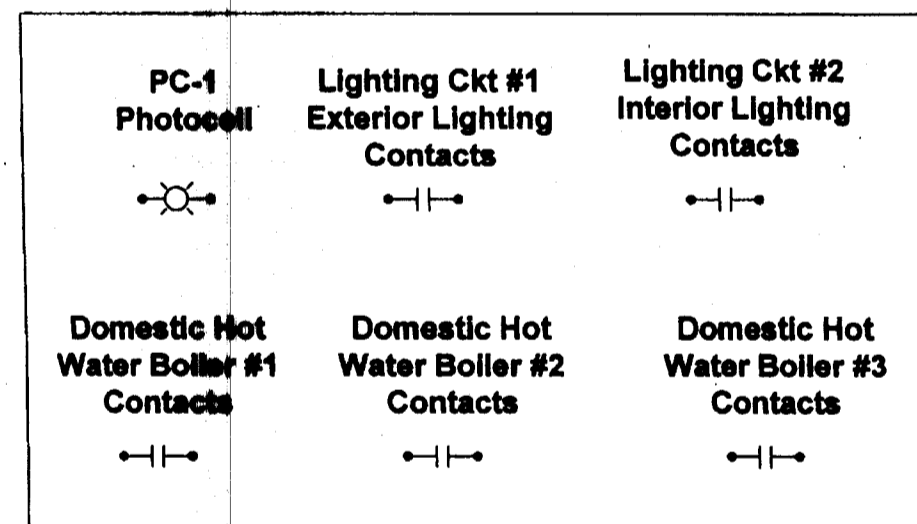 PC-1
Photocell
Lighting Ckt #1
Exterior Lighting
Contacts
Lighting Ckt #2
Interior Lighting
Contacts
Domestic Hot
Water Boiler #1
Contacts
Domestic Hot
Water Boiler #2
Contacts
Domestic Hot
Water Boiler #3
Contacts